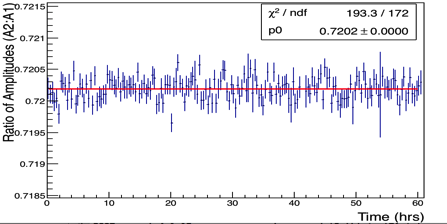 χ² / ndf 193.3 / 172
p0 0.7202 ± 0.0000
Ratio of Amplitudes (A2:A1)
0.7215
0.721
0.7205
0.72
0.7195
0.719
0.7185
0 10 20 30 40 50 60
Time (hrs)